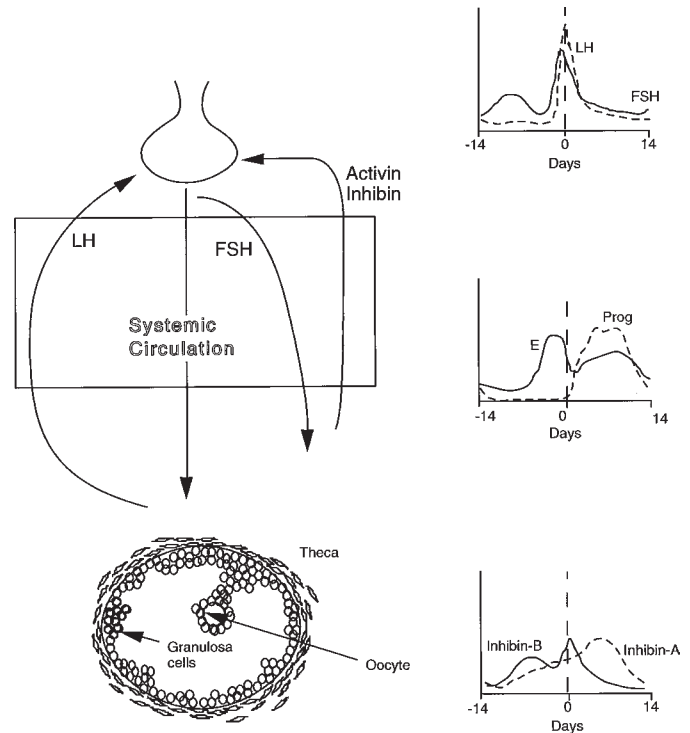 LH
FSH
-14
0
14
Days
Activin
Inhibin
LH
FSH
Systemic
Circulation
E
Prog
-14
0
14
Days
Theca
Granulosa
cells
Oocyte
Inhibin-B
Inhibin-A
-14
0
14
Days